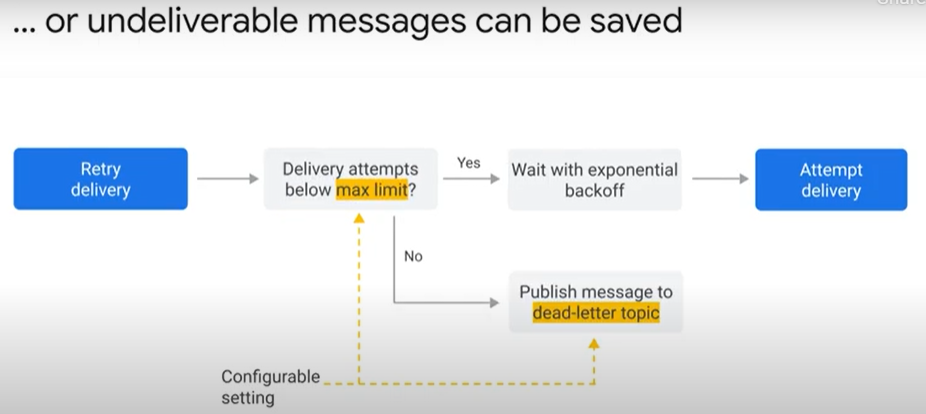 ... or undeliverable messages can be saved
Retry
delivery
Delivery attempts
below max limit?
Yes
Wait with exponential
backoff
Attempt
delivery
No
Publish message to
dead-letter topic
Configurable
setting